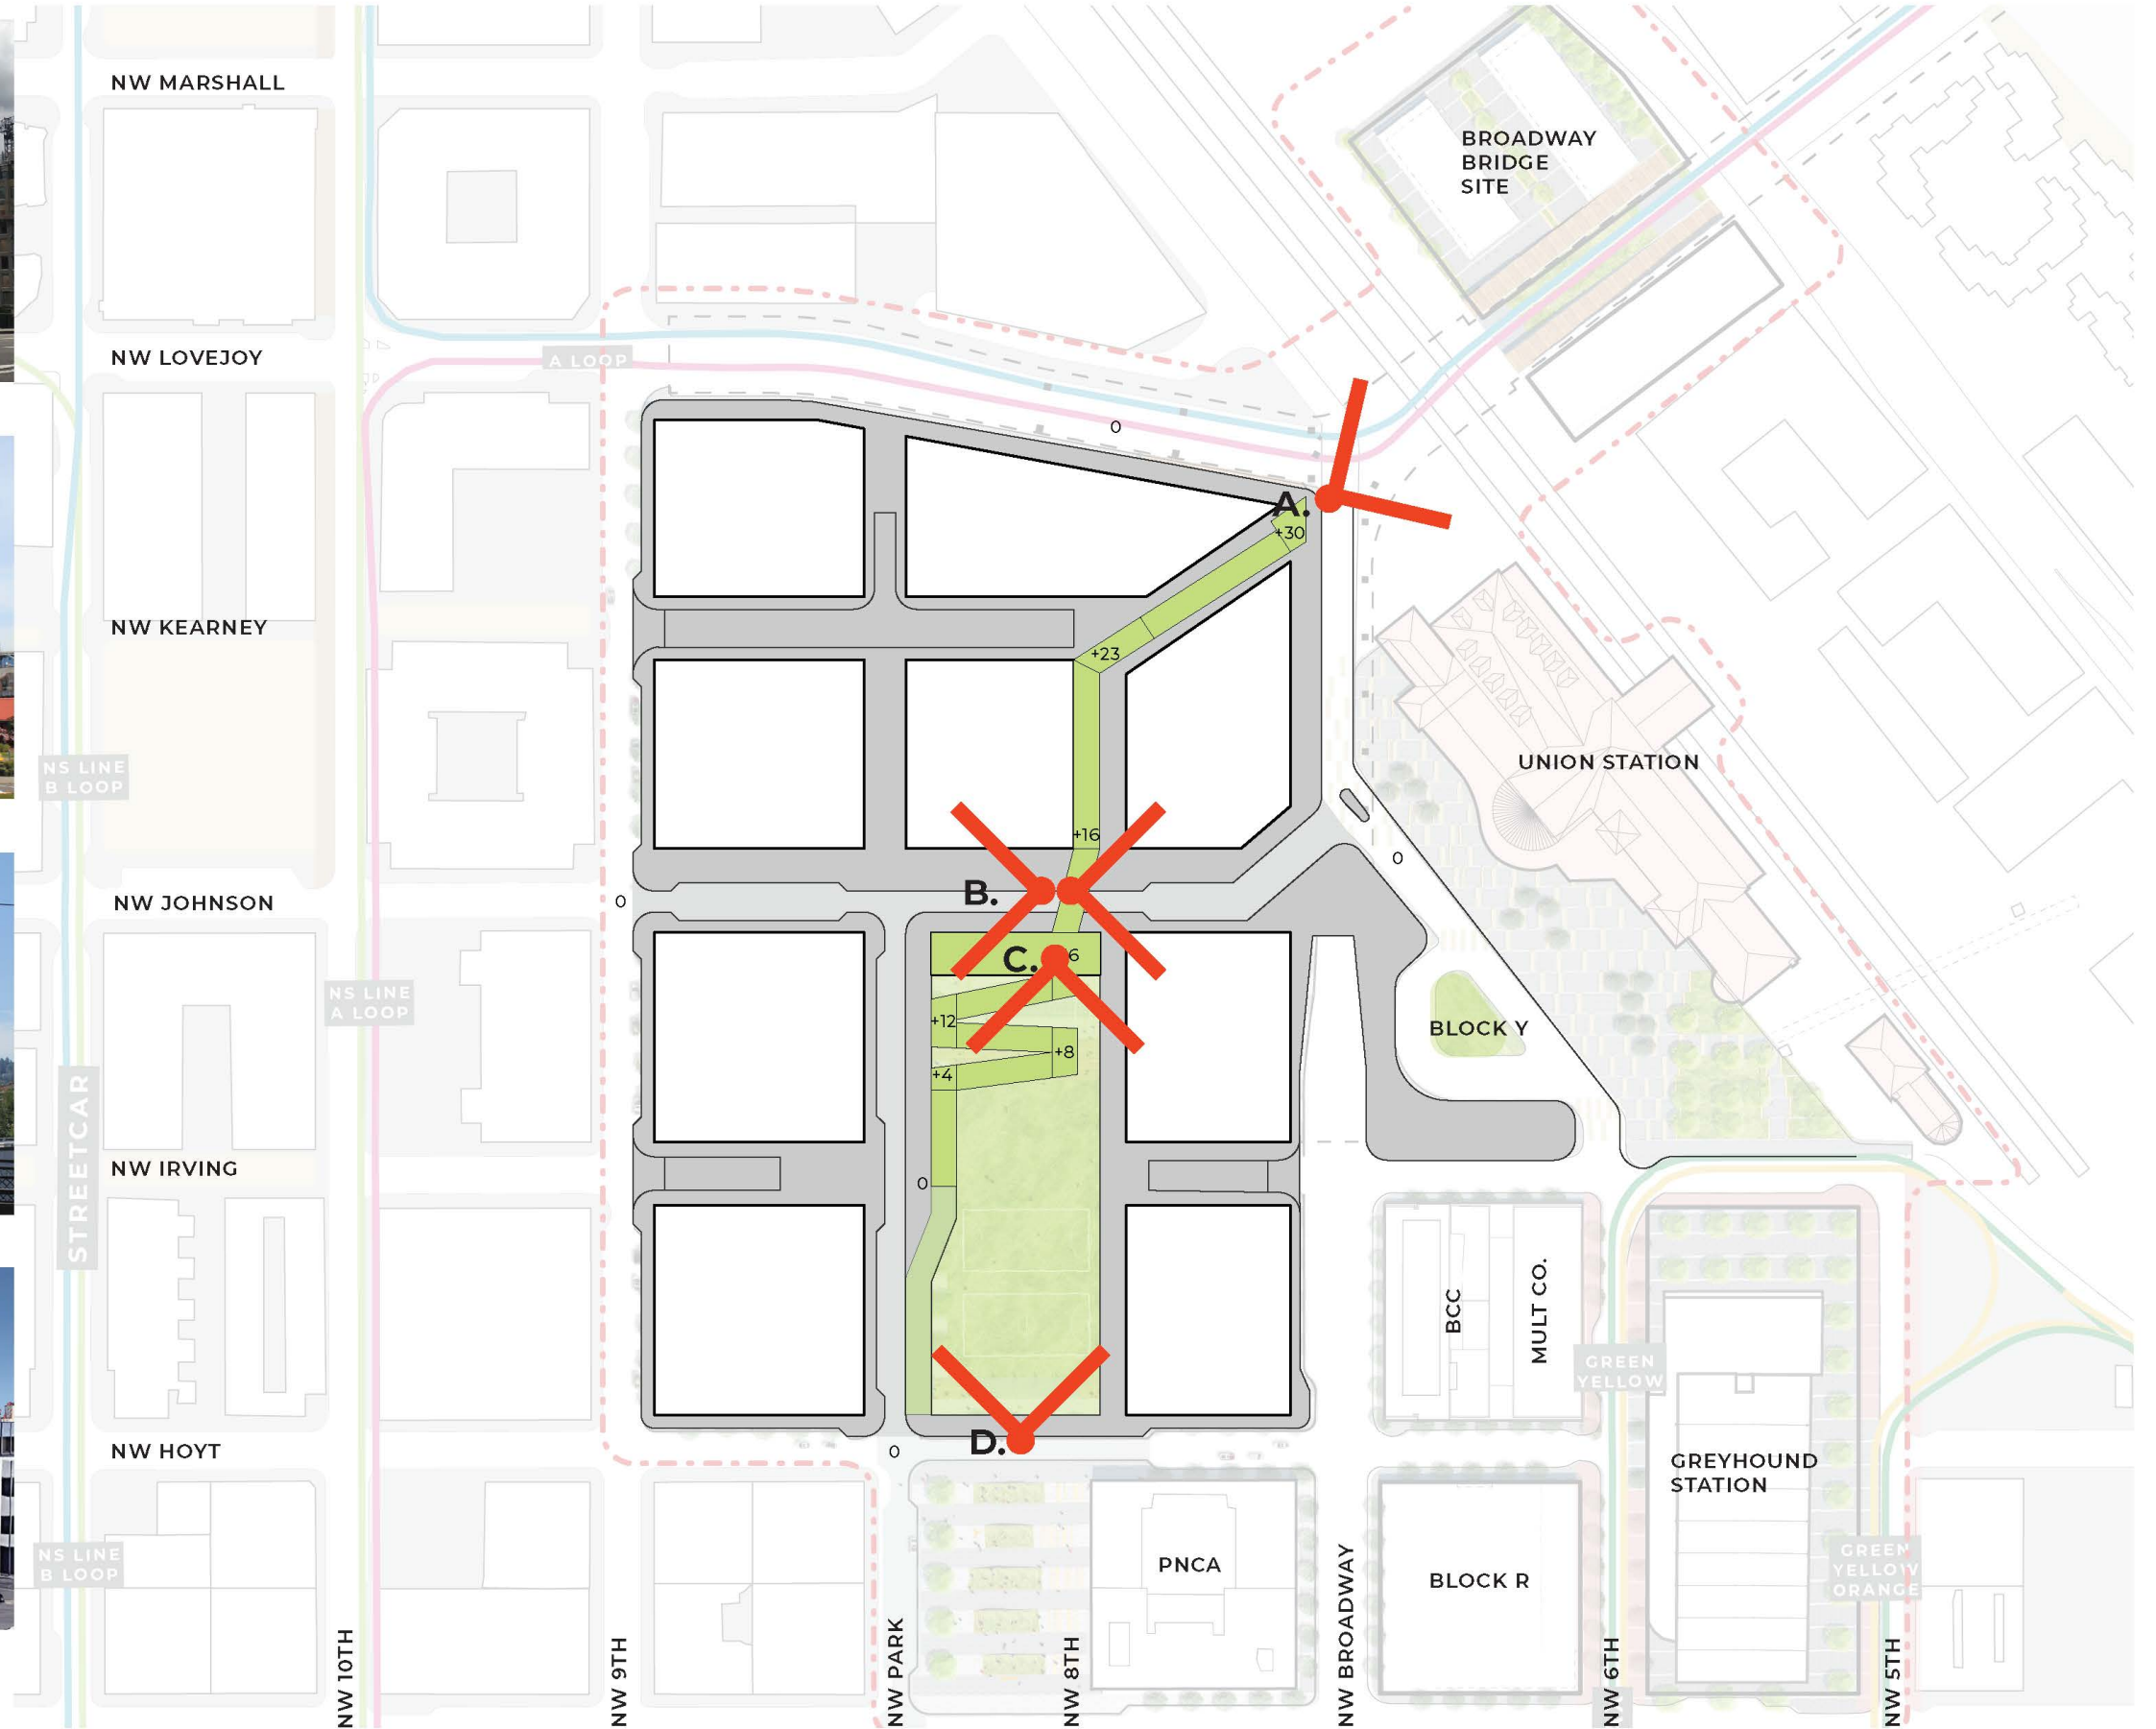 NW MARSHALL
BROADWAY
BRIDGE
SITE
NW LOVEJOY
A LOOP
0
A.
+30
NW KEARNEY
+23
UNION STATION
NS LINE
B LOOP
+16
0
B.
NW JOHNSON
0
C.
6
NS LINE
A LOOP
+12
BLOCK Y
+8
+4
STREETCAR
NW IRVING
0
BCC
MULT CO.
GREEN
YELLOW
D.
NW HOYT
0
GREYHOUND
STATION
NS LINE
B LOOP
PNCA
BLOCK R
GREEN
YELLOW
ORANGE
NW 10TH
NW 9TH
NW PARK
NW 8TH
NW BROADWAY
NW 6TH
NW 5TH